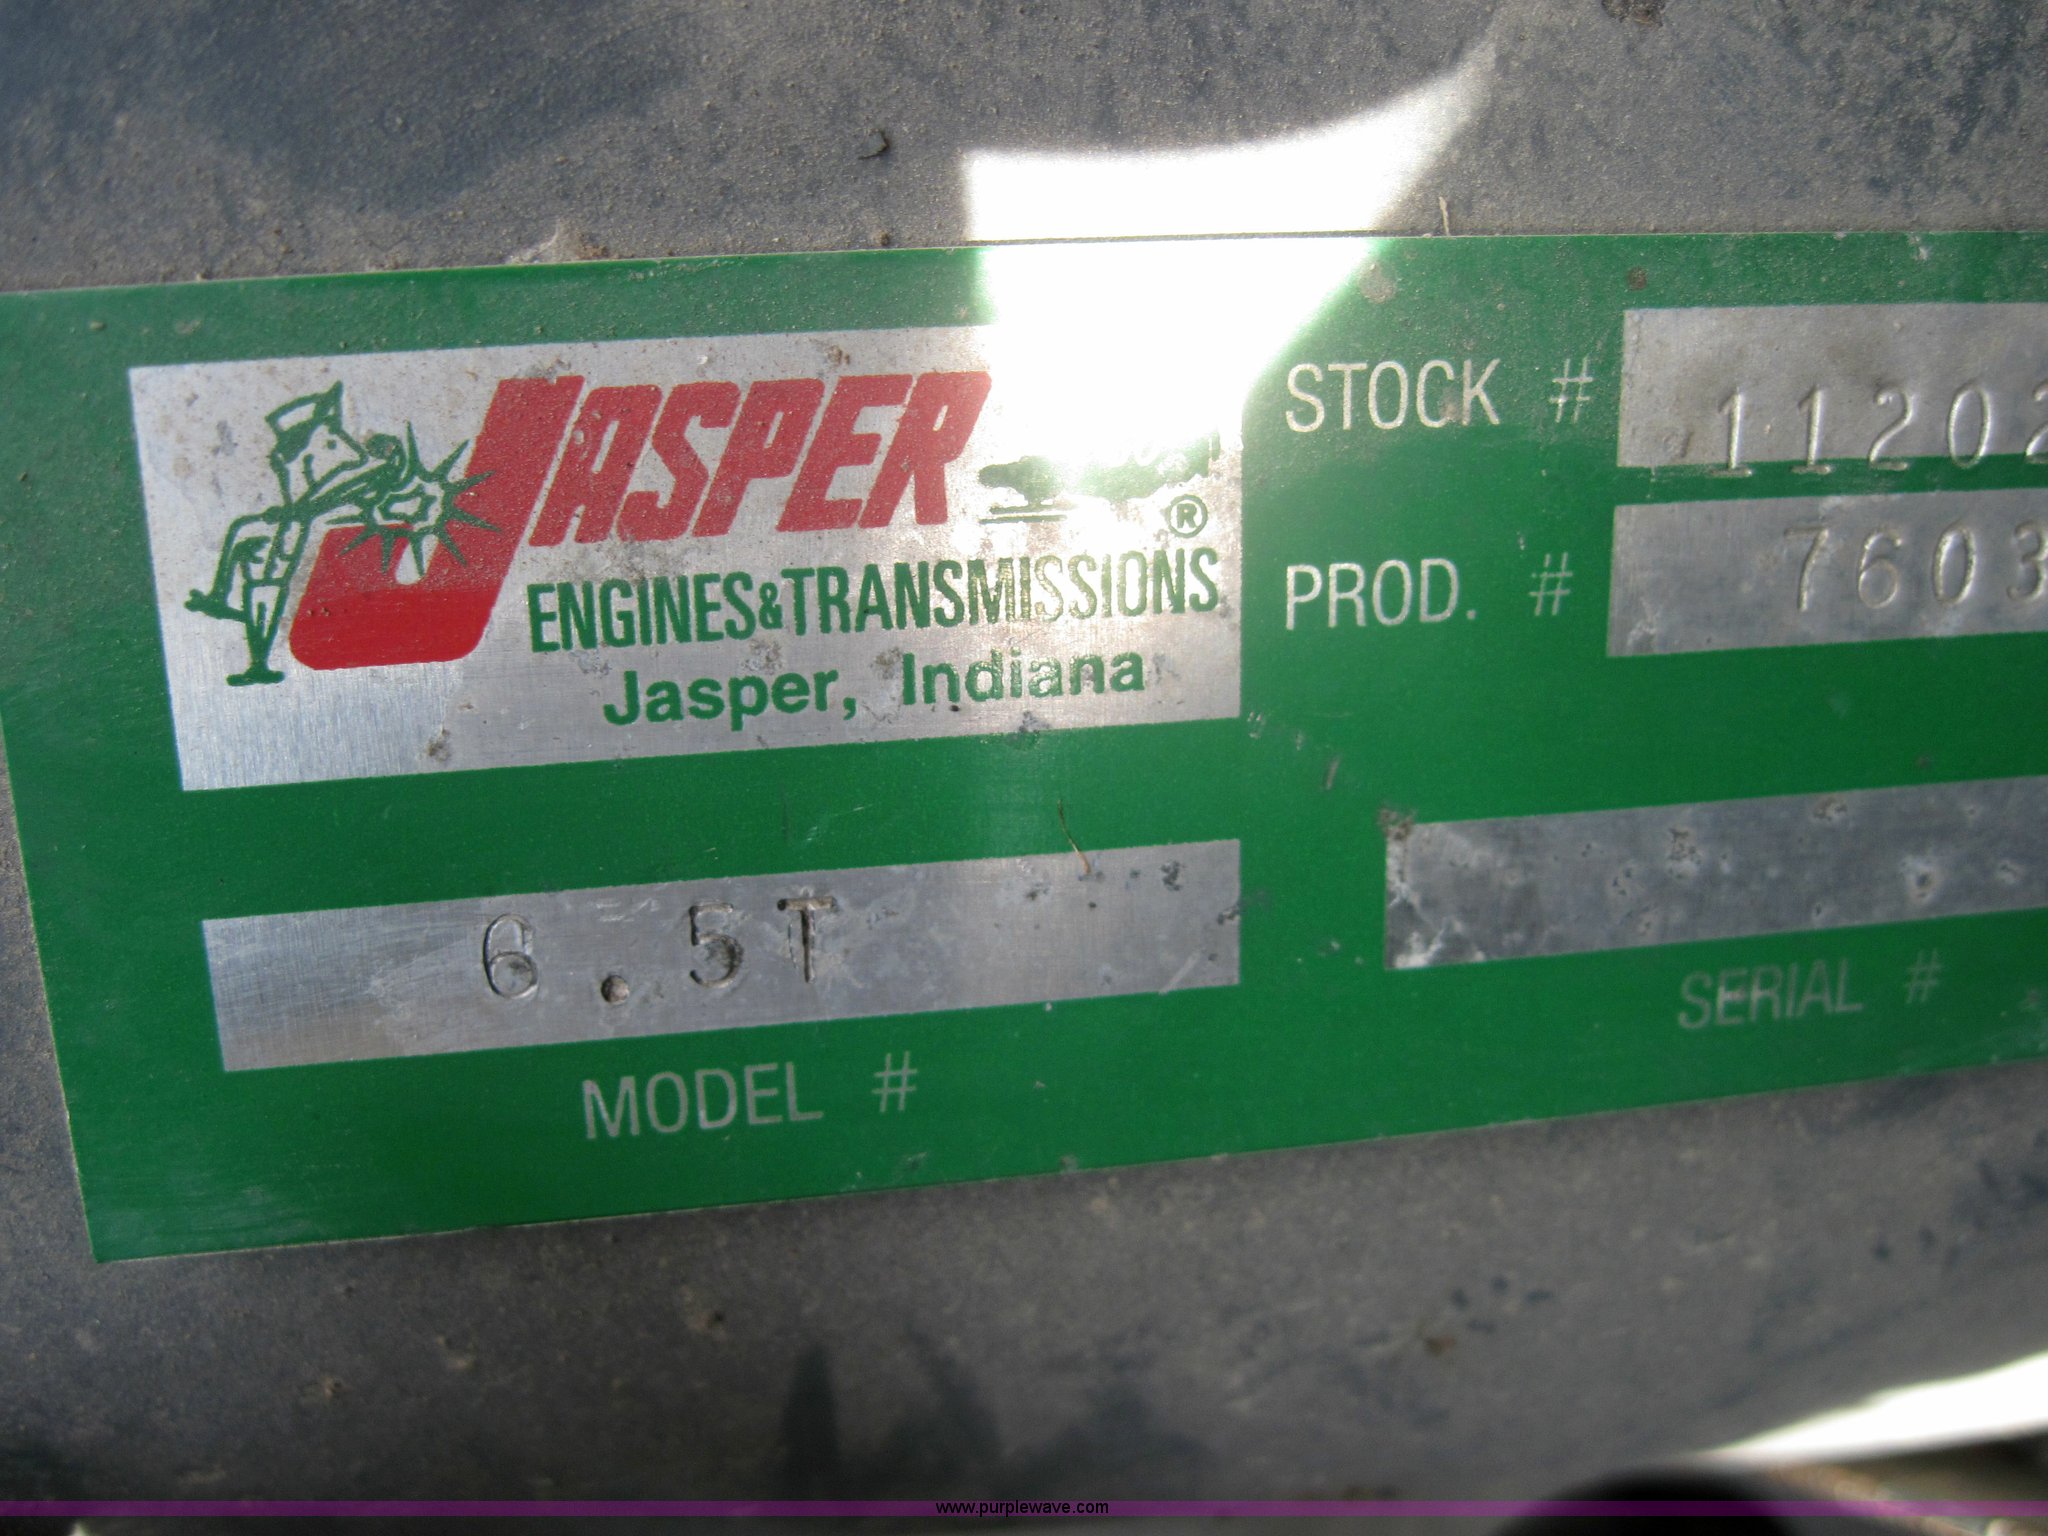 JASPER
®
ENGINES&TRANSMISSIONS
Jasper, Indiana
STOCK # 11202
PROD. # 7603
6.5T
MODEL #
SERIAL #
www.purplewave.com